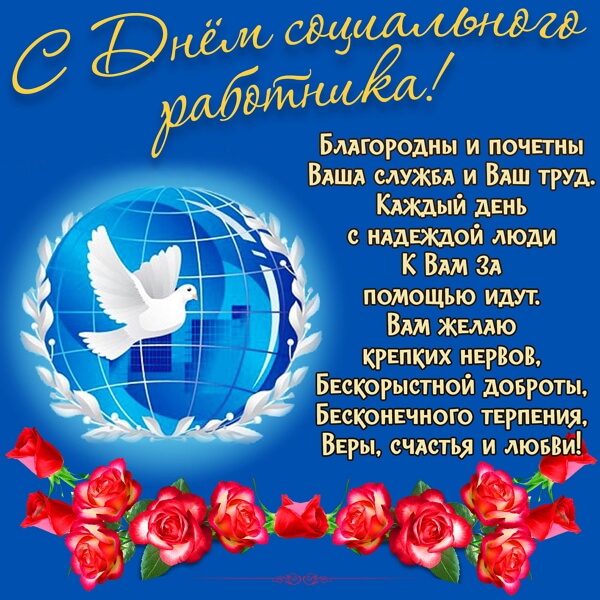 С Днём социального
работника!
Благородны и почетны
Ваша служба и Ваш труд.
Каждый день
с надеждой люди
К Вам За
помощью идут.
Вам желаю
крепких нервов,
Бескорыстной доброты,
Бесконечного терпения,
Веры, счастья и любви!